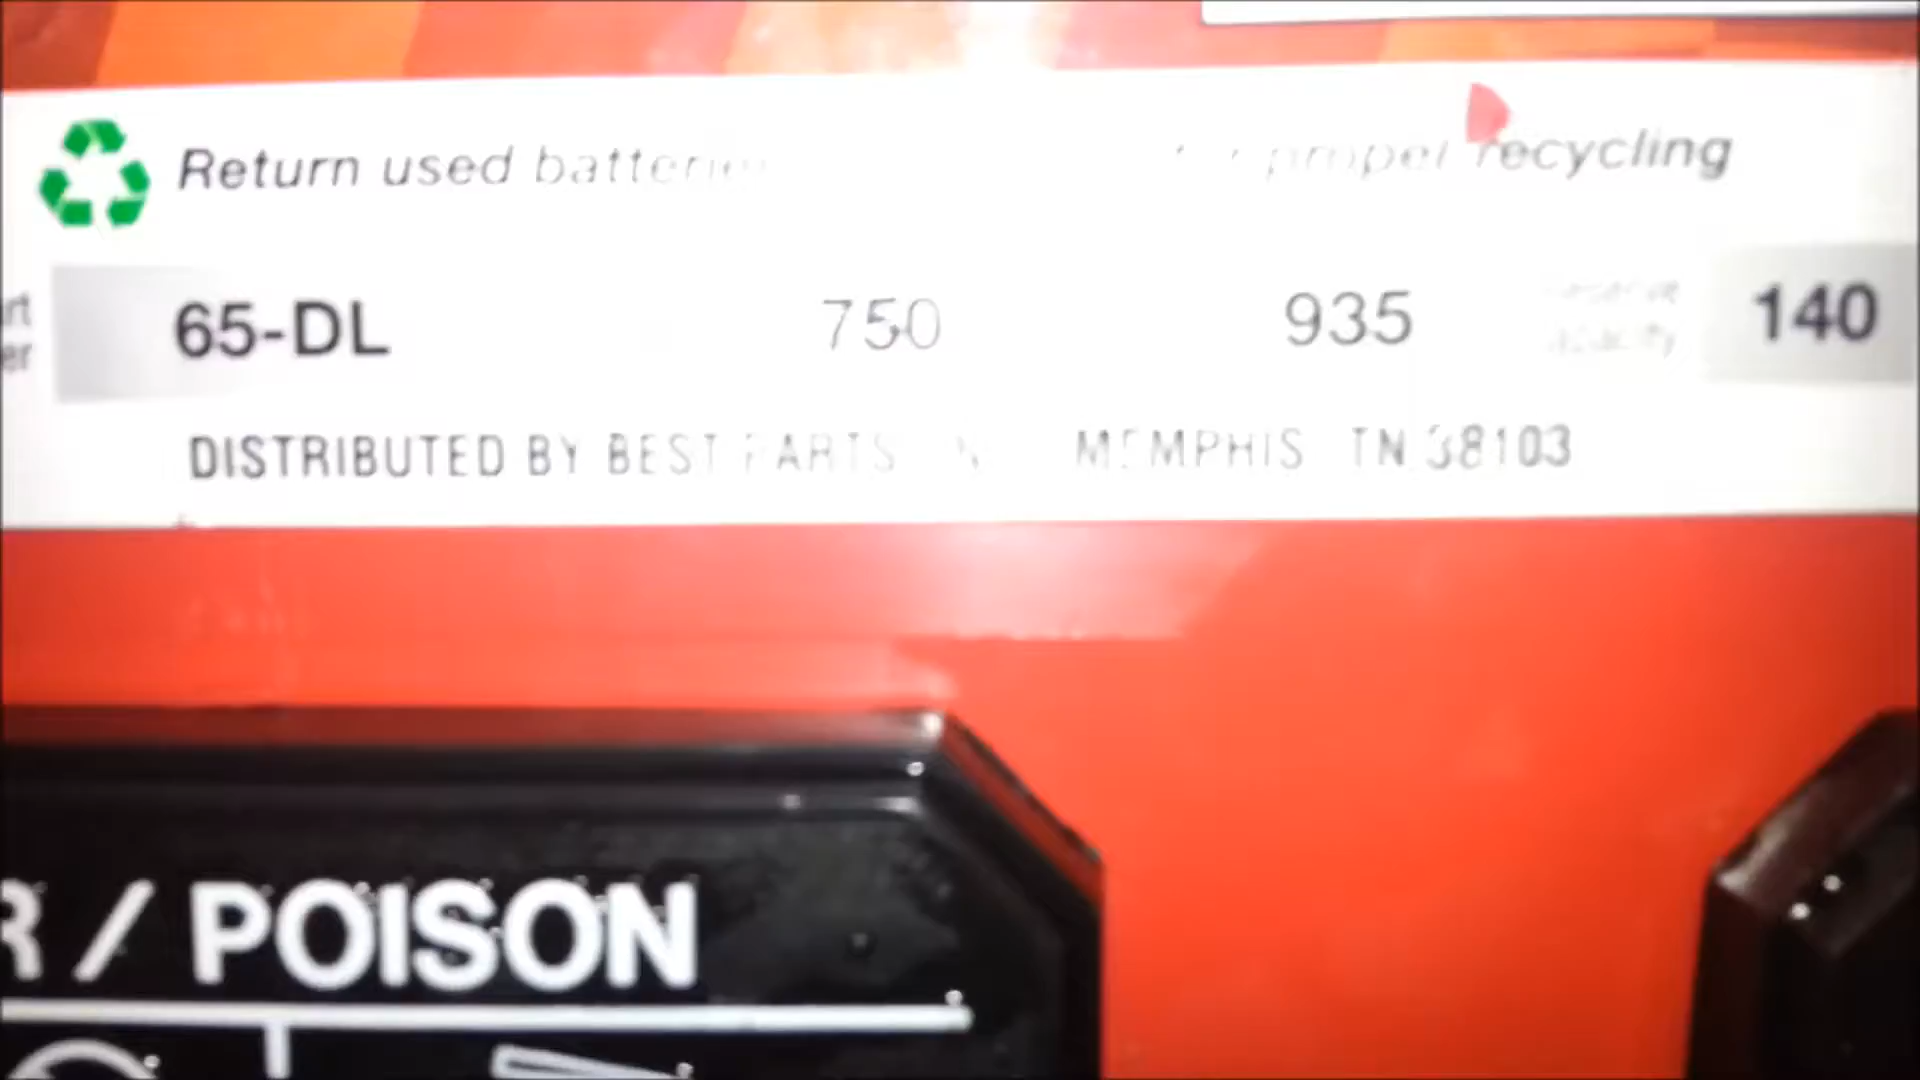 Return used batteries proper recycling
65-DL 750 935 140
DISTRIBUTED BY BEST PARTS MEMPHIS TN 38103
/ POISON